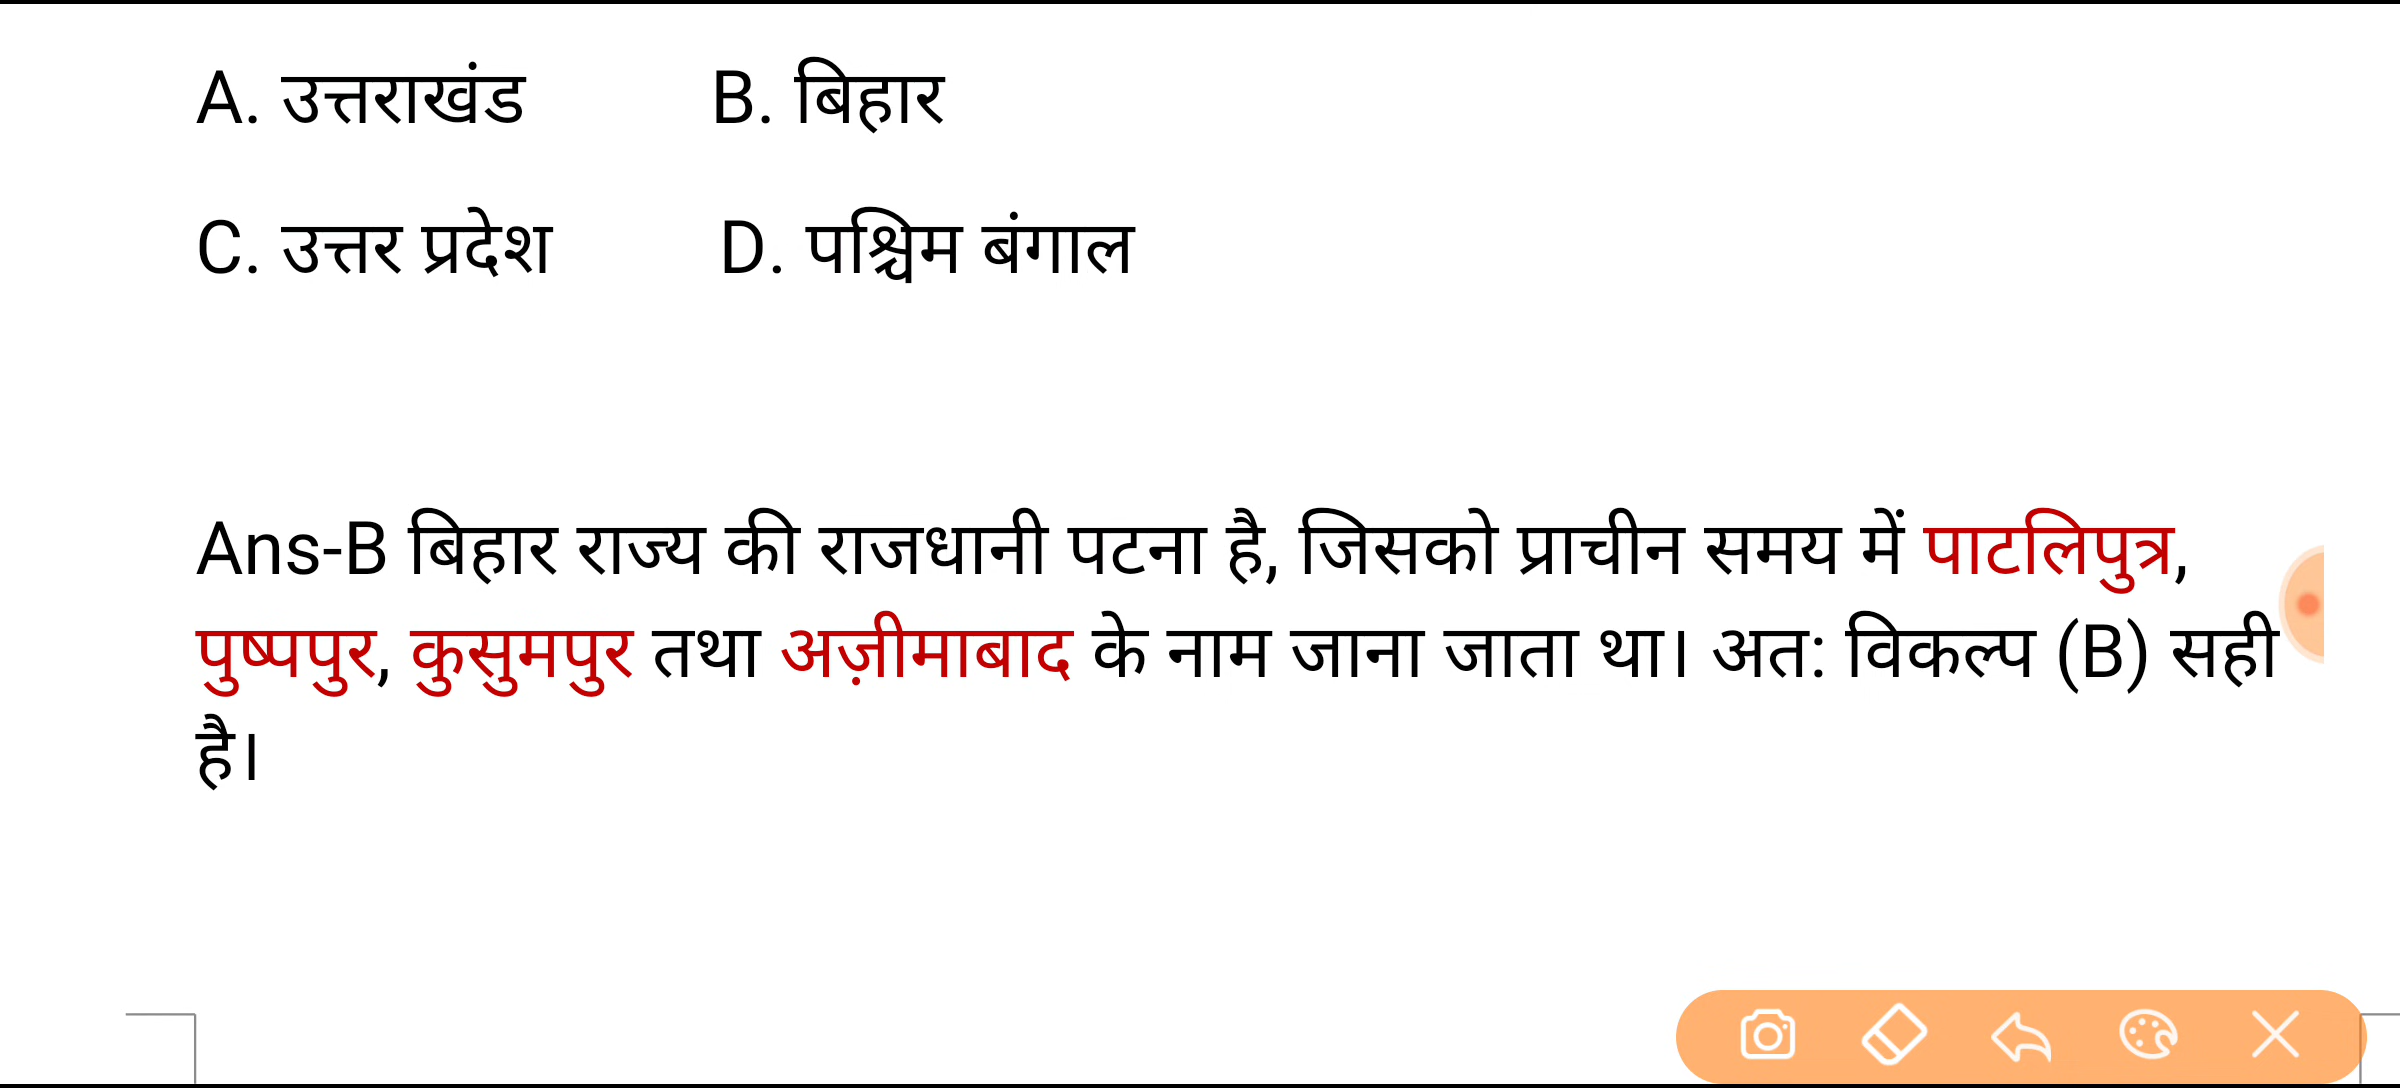 A. उत्तराखंड B. बिहार
C. उत्तर प्रदेश D. पश्चिम बंगाल
Ans-B बिहार राज्य की राजधानी पटना है, जिसको प्राचीन समय में पाटलिपुत्र,
पुष्पपुर, कुसुमपुर तथा अज़ीमाबाद के नाम जाना जाता था। अत: विकल्प (B) सही
है।